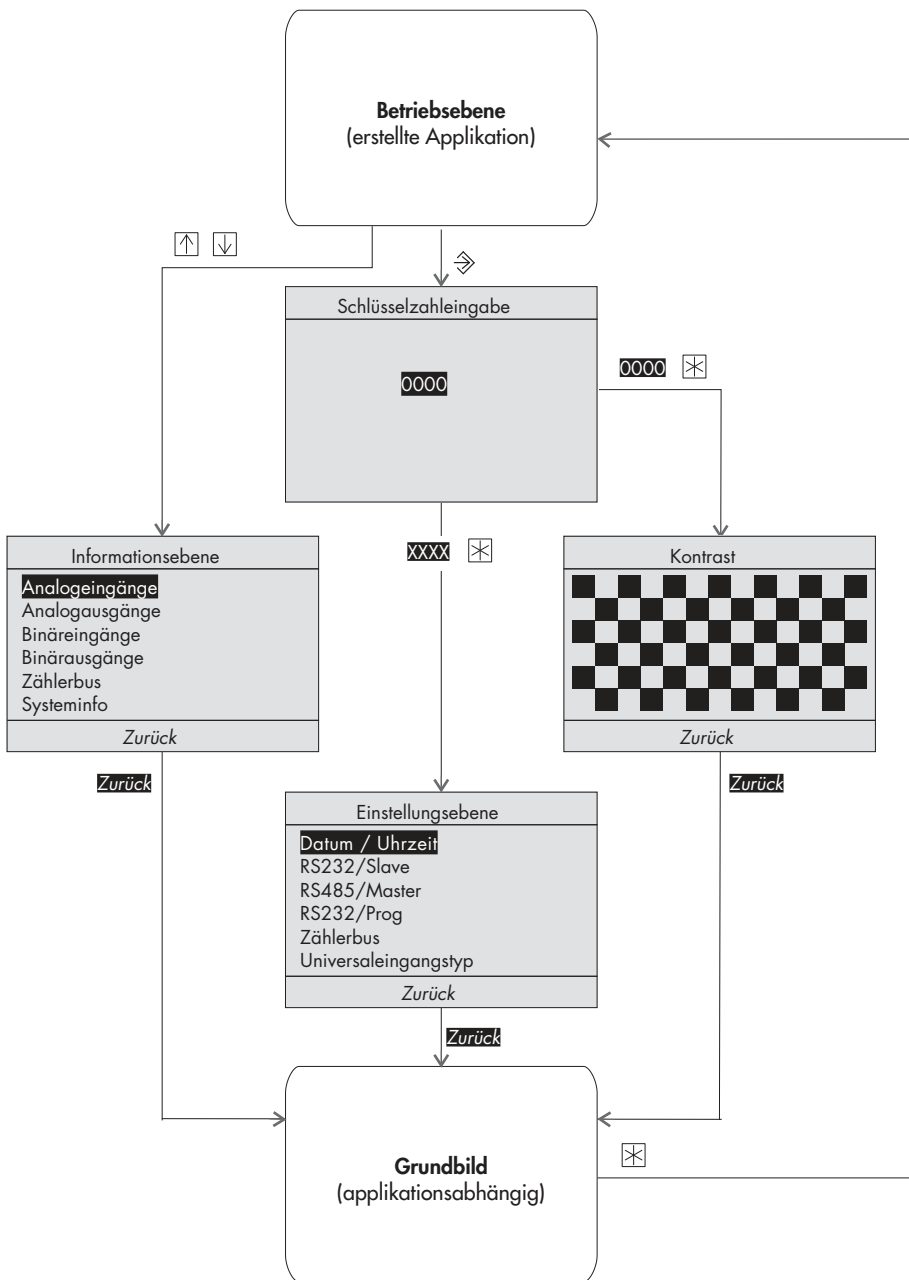 Betriebsebene
(erstellte Applikation)
Schlüsselzahleingabe
0000
0000
XXXX
Informationsebene
Analogeingänge
Analogausgänge
Binäreingänge
Binärausgänge
Zählerbus
Systeminfo
Zurück
Zurück
Kontrast
Zurück
Zurück
Einstellungsebene
Datum / Uhrzeit
RS232/Slave
RS485/Master
RS232/Prog
Zählerbus
Universaleingangstyp
Zurück
Zurück
Grundbild
(applikationsabhängig)